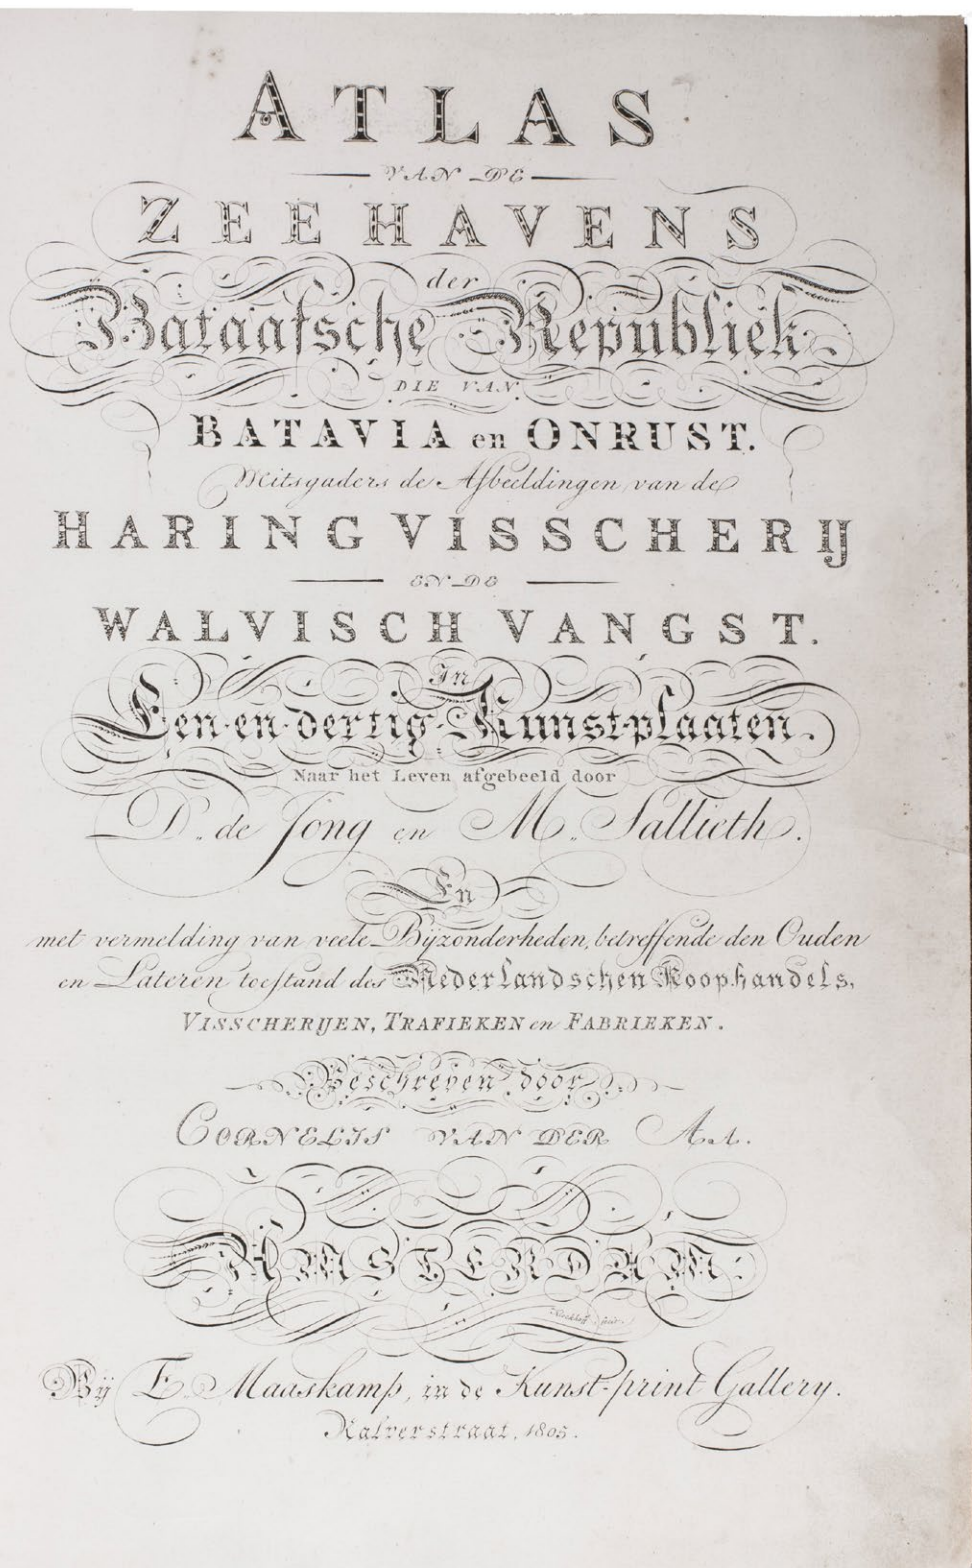 ATLAS
VAN DE
ZEEHAVENS
der
Bataafsche Republiek
DIE VAN
BATAVIA en ONRUST.
Mitsgaders de Afbeeldingen van de
HARING VISSCHERIJ
EN DE
WALVISCH VANGST.
In
Een-en-dertig Kunst-plaaten.
Naar het Leven afgebeeld door
D. de Jong en M. Sallieth.
En
met vermelding van veele Bijzonderheden, betreffende den Ouden
en Lateren toestand des Nederlandschen Koophandels,
VISSCHERIJEN, TRAFIEKEN en FABRIEKEN.
Beschreven door
CORNELIS VAN DER AA.
AMSTERDAM.
Bij E. Maaskamp, in de Kunst-print Gallery.
Kalverstraat, 1805.